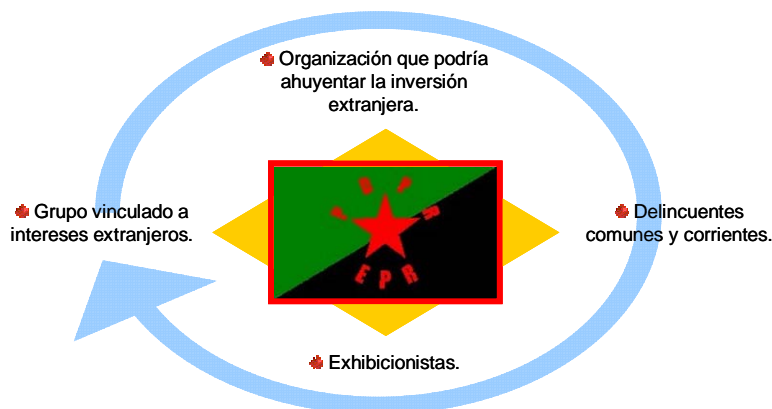 Organización que podría
ahuyentar la inversión
extranjera.
Grupo vinculado a
intereses extranjeros.
Delincuentes
comunes y corrientes.
E P R
Exhibicionistas.